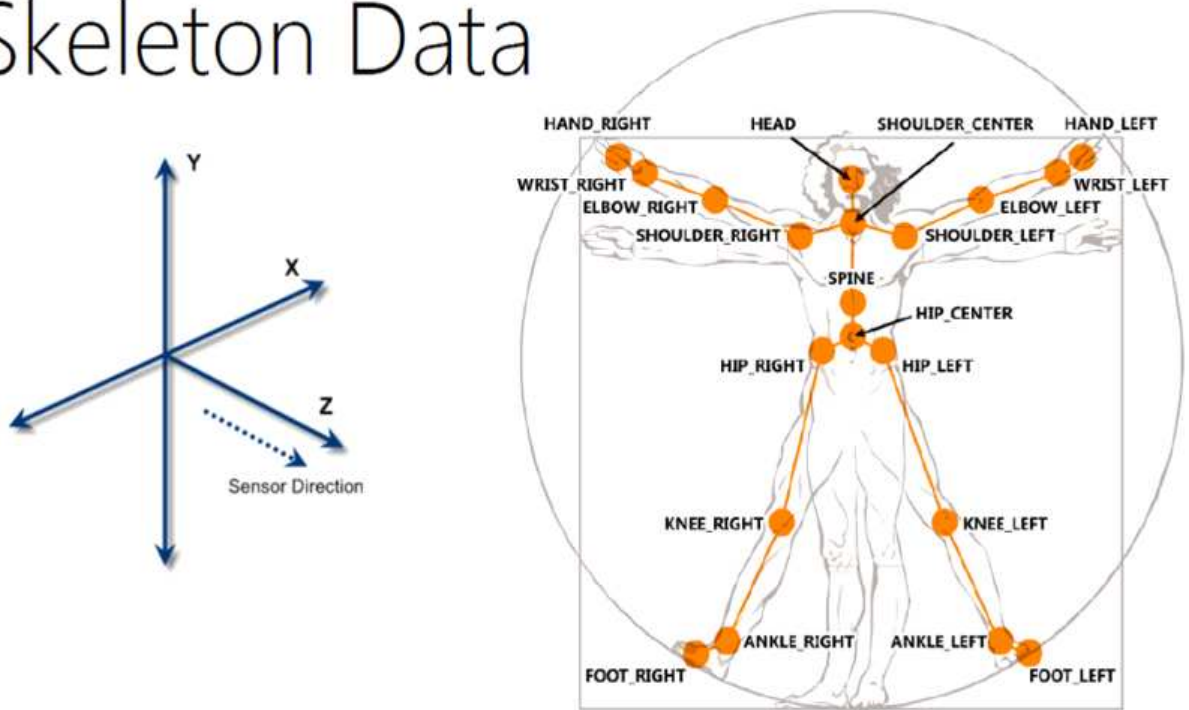 Skeleton Data
Y
X
Z
Sensor Direction
HAND_RIGHT
HEAD
SHOULDER_CENTER
HAND_LEFT
WRIST_RIGHT
WRIST_LEFT
ELBOW_RIGHT
ELBOW_LEFT
SHOULDER_RIGHT
SHOULDER_LEFT
SPINE
HIP_CENTER
HIP_RIGHT
HIP_LEFT
KNEE_RIGHT
KNEE_LEFT
ANKLE_RIGHT
ANKLE_LEFT
FOOT_RIGHT
FOOT_LEFT